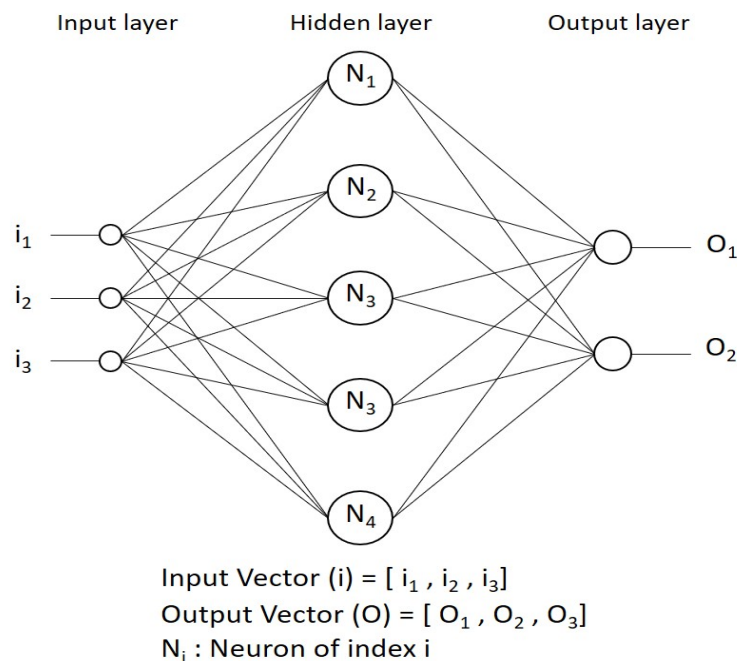 Input layer Hidden layer Output layer
N₁
N₂
i₁
O₁
i₂
N₃
i₃
O₂
N₃
N₄
Input Vector (i) = [ i₁ , i₂ , i₃]
Output Vector (O) = [ O₁ , O₂ , O₃]
Nᵢ : Neuron of index i